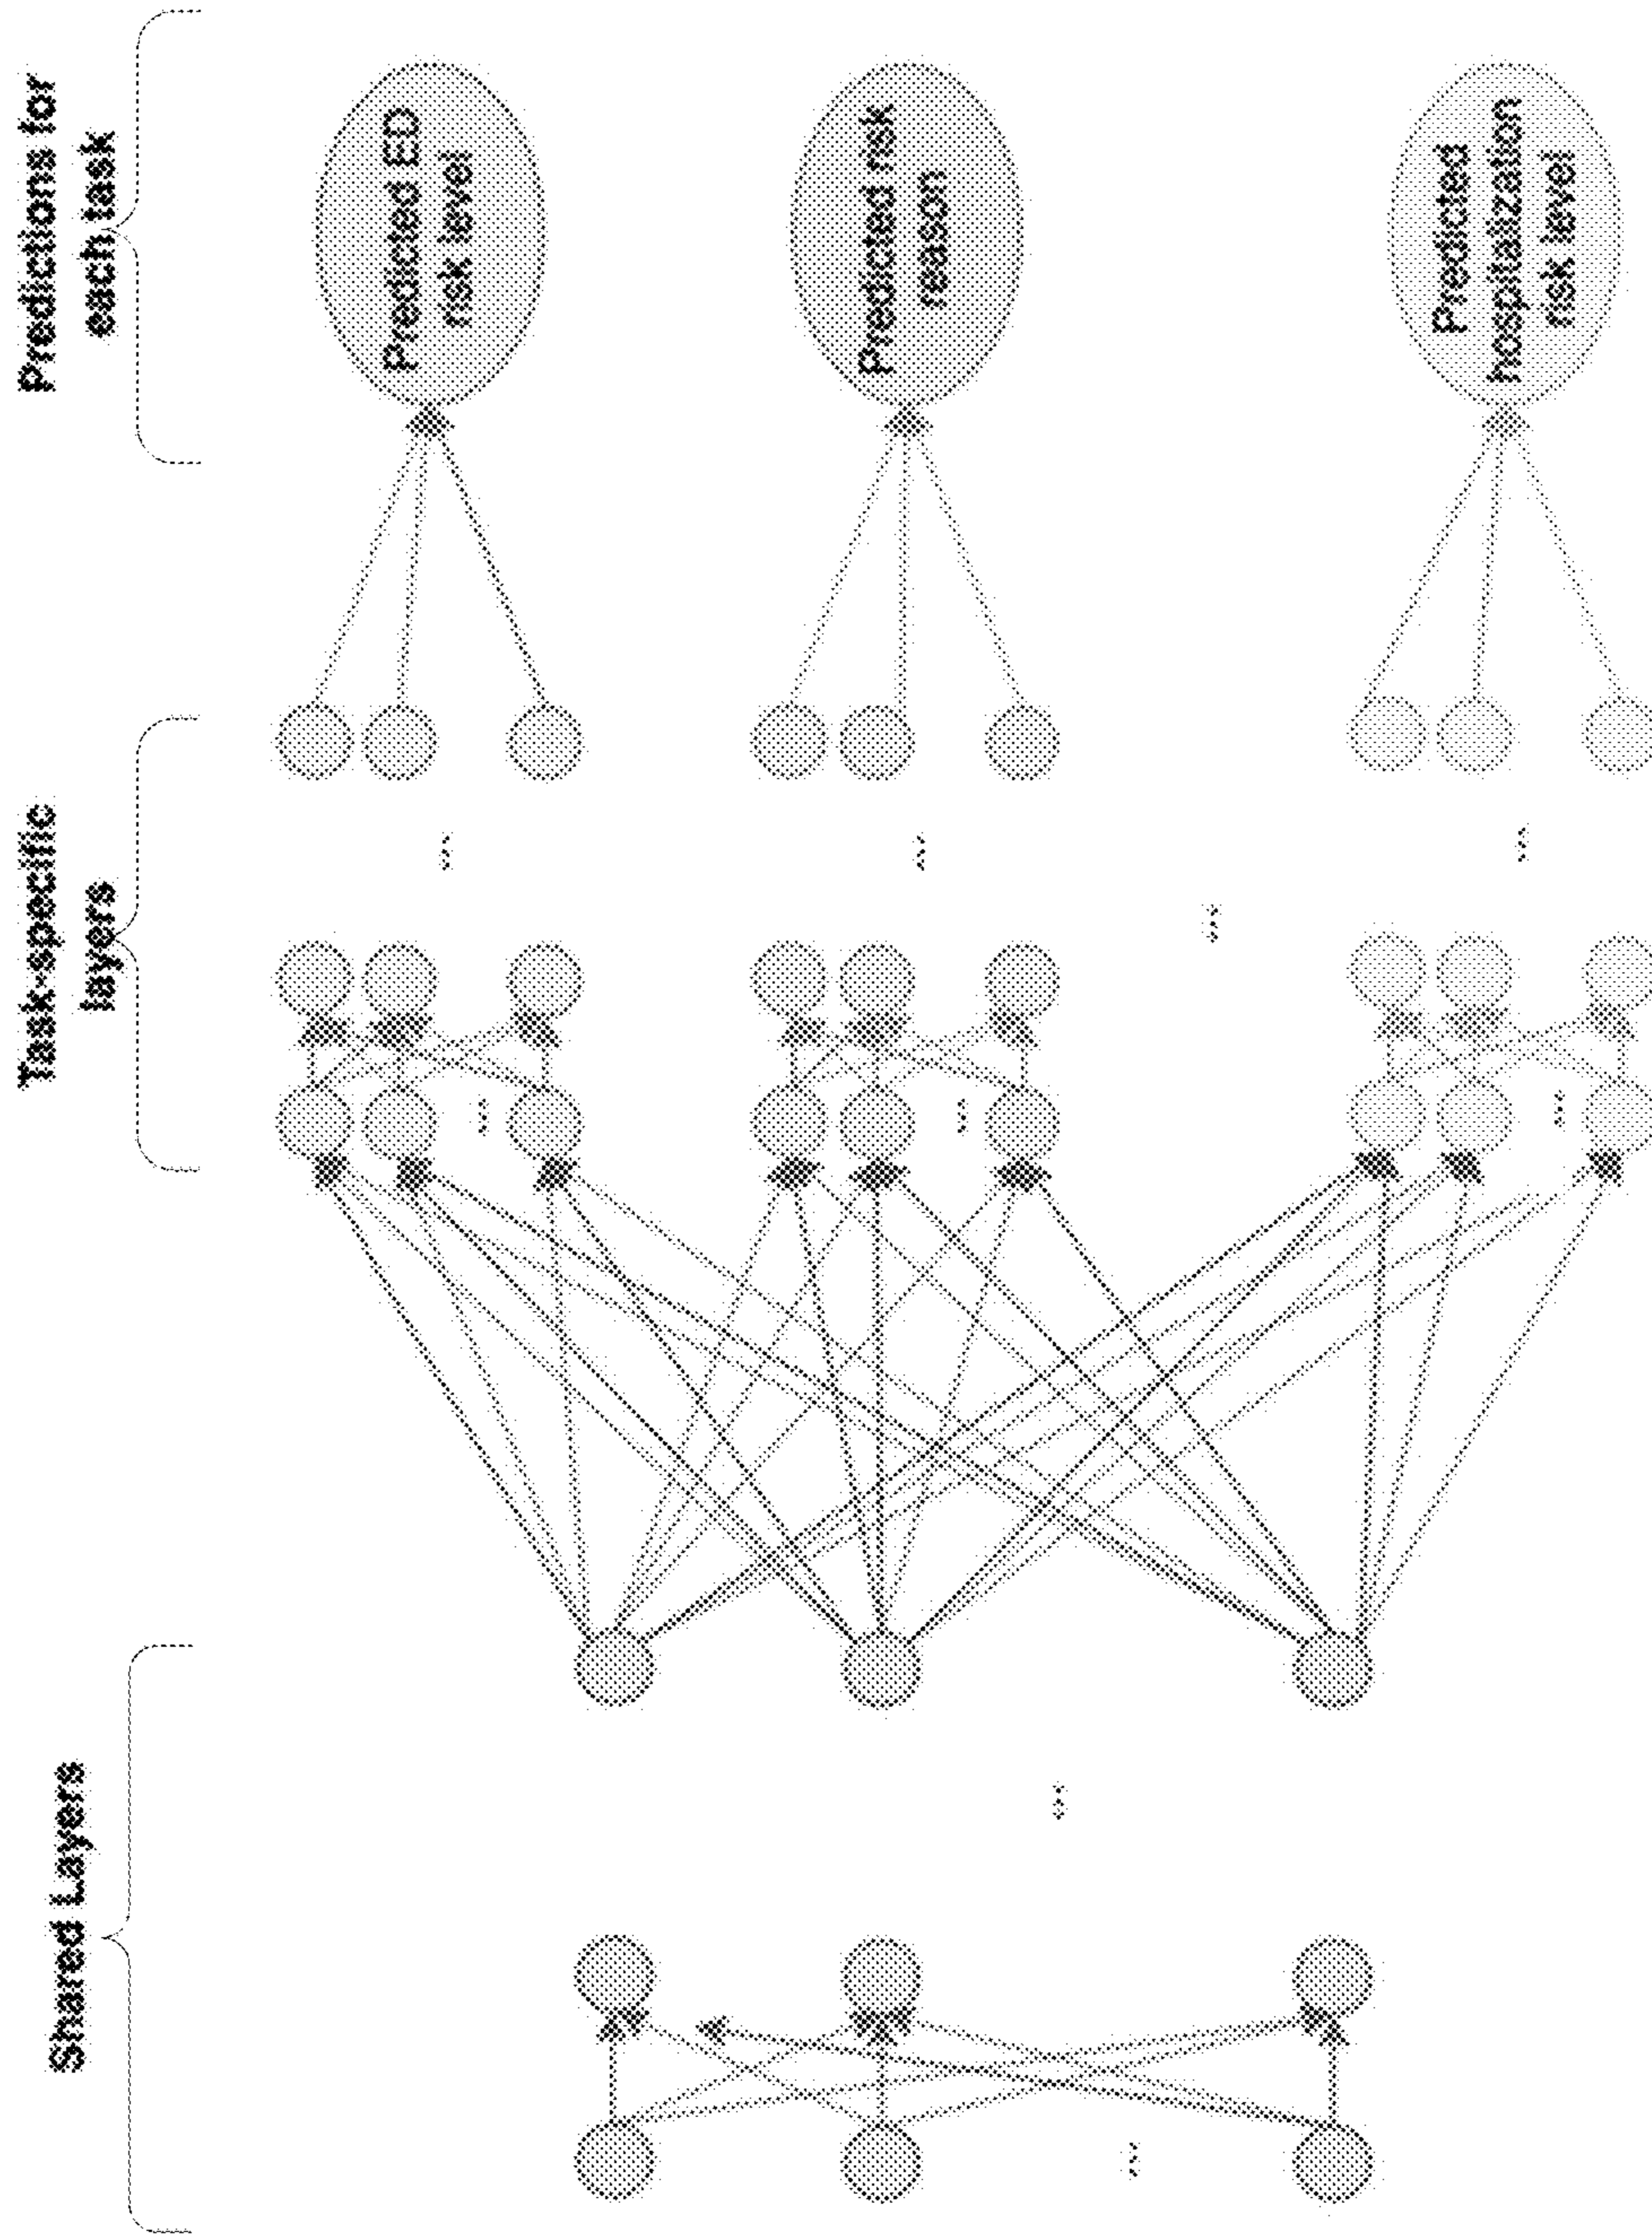 Shared Layers
Task-specific
layers
Predictions for
each task
Predicted ED
risk level
Predicted risk
reason
Predicted
hospitalization
risk level